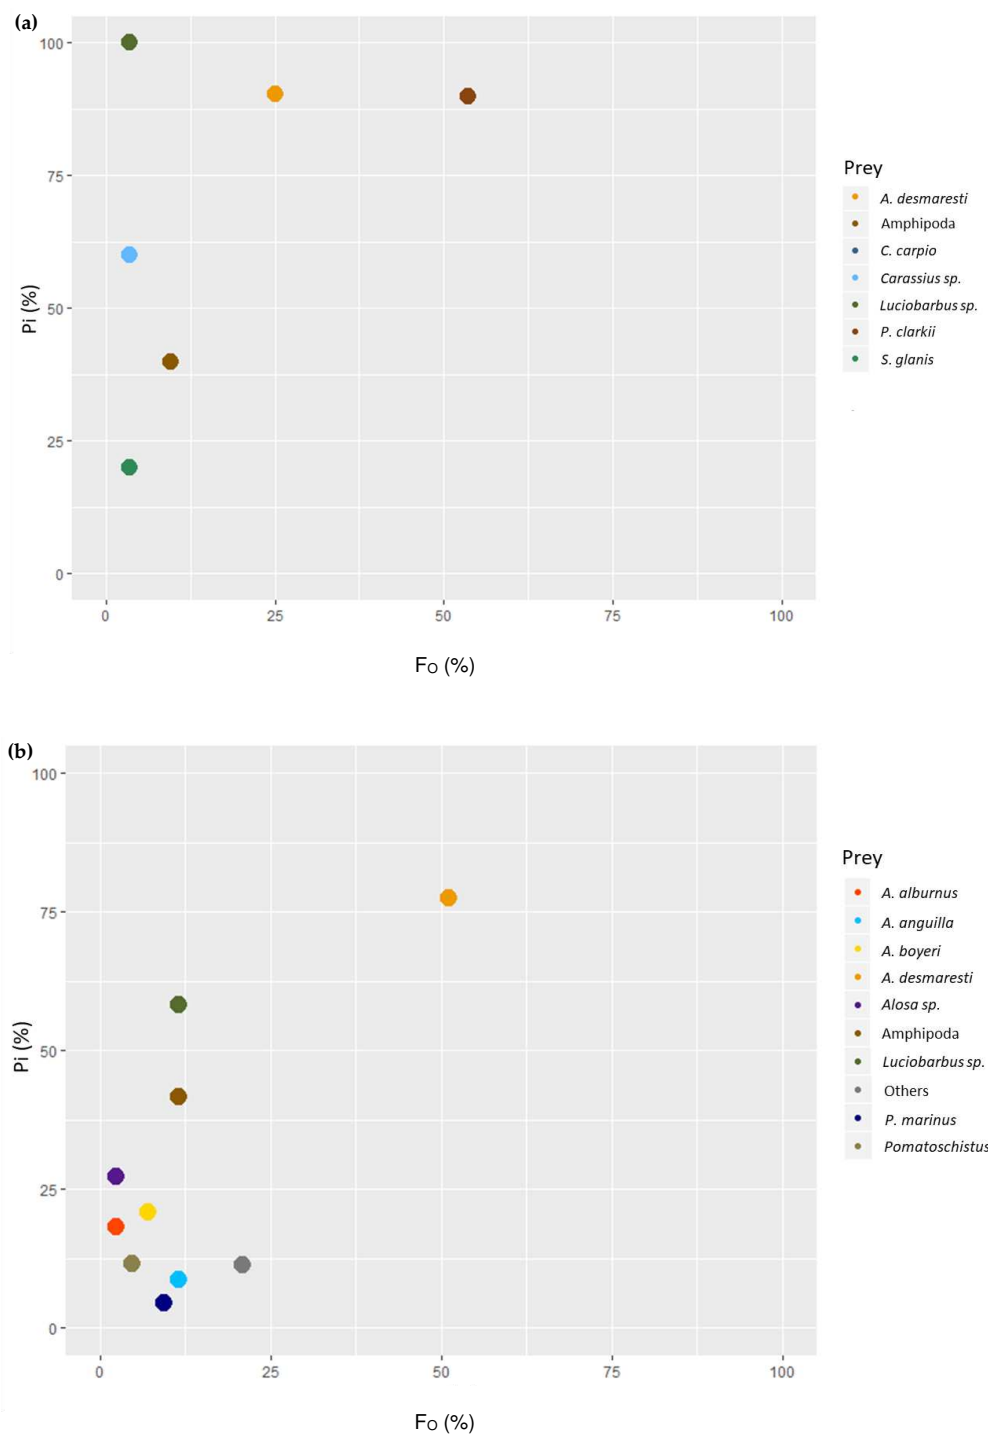 (a)
100
75
50
25
0
Pi (%)
0 25 50 75 100
Fo (%)
Prey
A. desmaresti
Amphipoda
C. carpio
Carassius sp.
Luciobarbus sp.
P. clarkii
S. glanis
(b)
100
75
50
25
0
Pi (%)
0 25 50 75 100
Fo (%)
Prey
A. alburnus
A. anguilla
A. boyeri
A. desmaresti
Alosa sp.
Amphipoda
Luciobarbus sp.
Others
P. marinus
Pomatoschistus